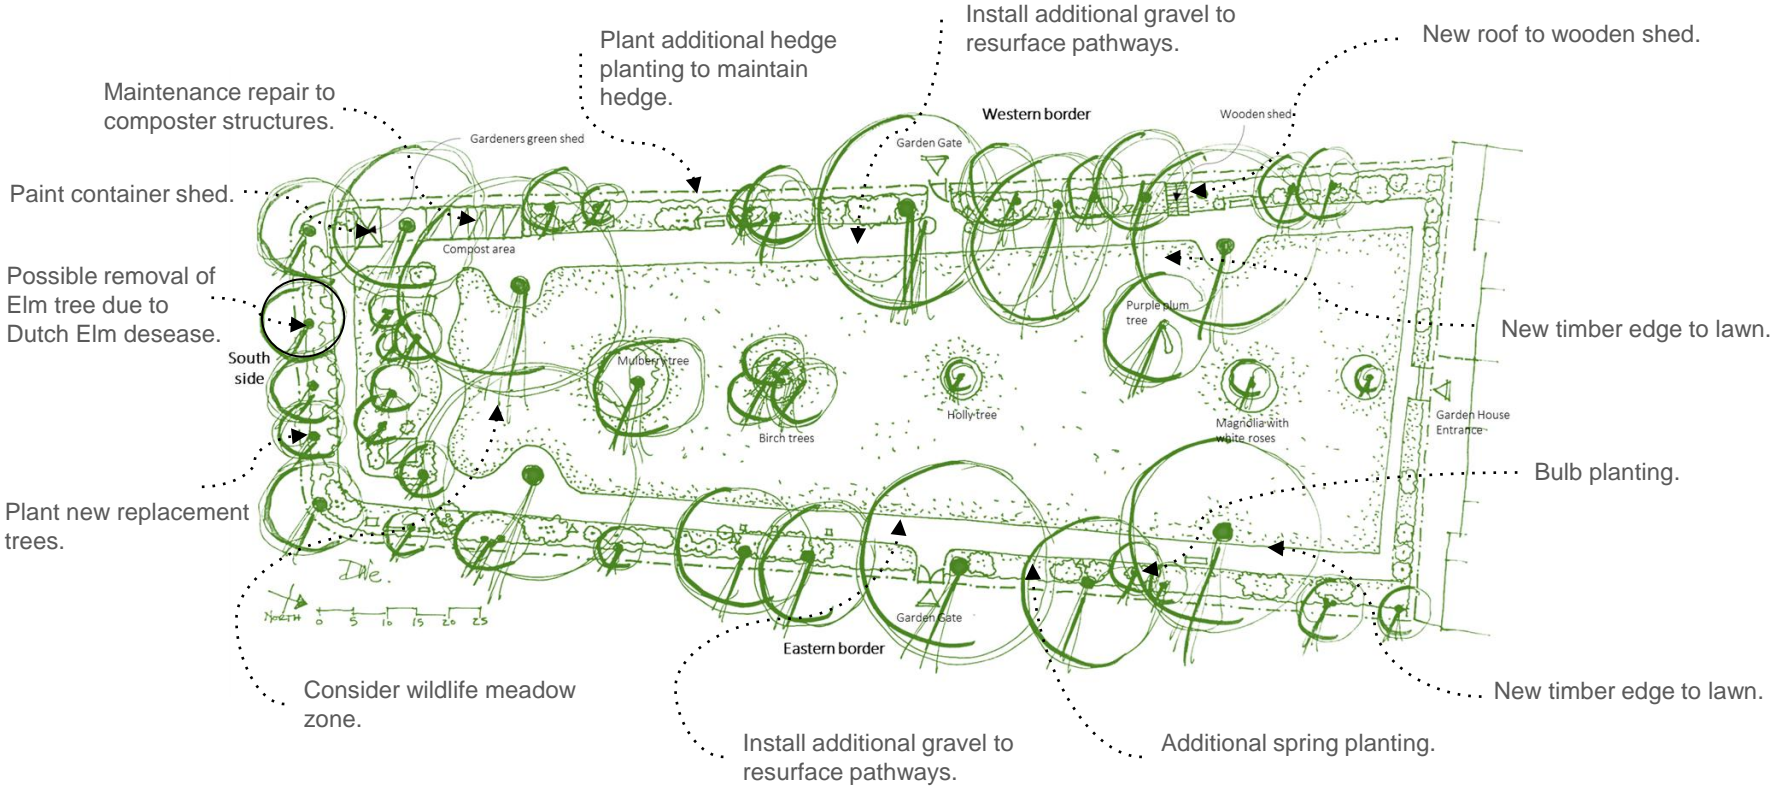 Install additional gravel to
resurface pathways.
New roof to wooden shed.
Plant additional hedge
planting to maintain
hedge.
Maintenance repair to
composter structures.
Western border
Wooden shed
Gardeners green shed
Garden Gate
Paint container shed.
Compost area
Possible removal of
Elm tree due to
Dutch Elm desease.
Purple plum
tree
New timber edge to lawn.
South
side
Mulberry tree
Holly tree
Magnolia with
white roses
Garden House
Entrance
Birch trees
Bulb planting.
Plant new replacement
trees.
DWe.
NORTH
0 5 10 15 20 25
Garden Gate
Eastern border
Consider wildlife meadow
zone.
New timber edge to lawn.
Install additional gravel to
resurface pathways.
Additional spring planting.